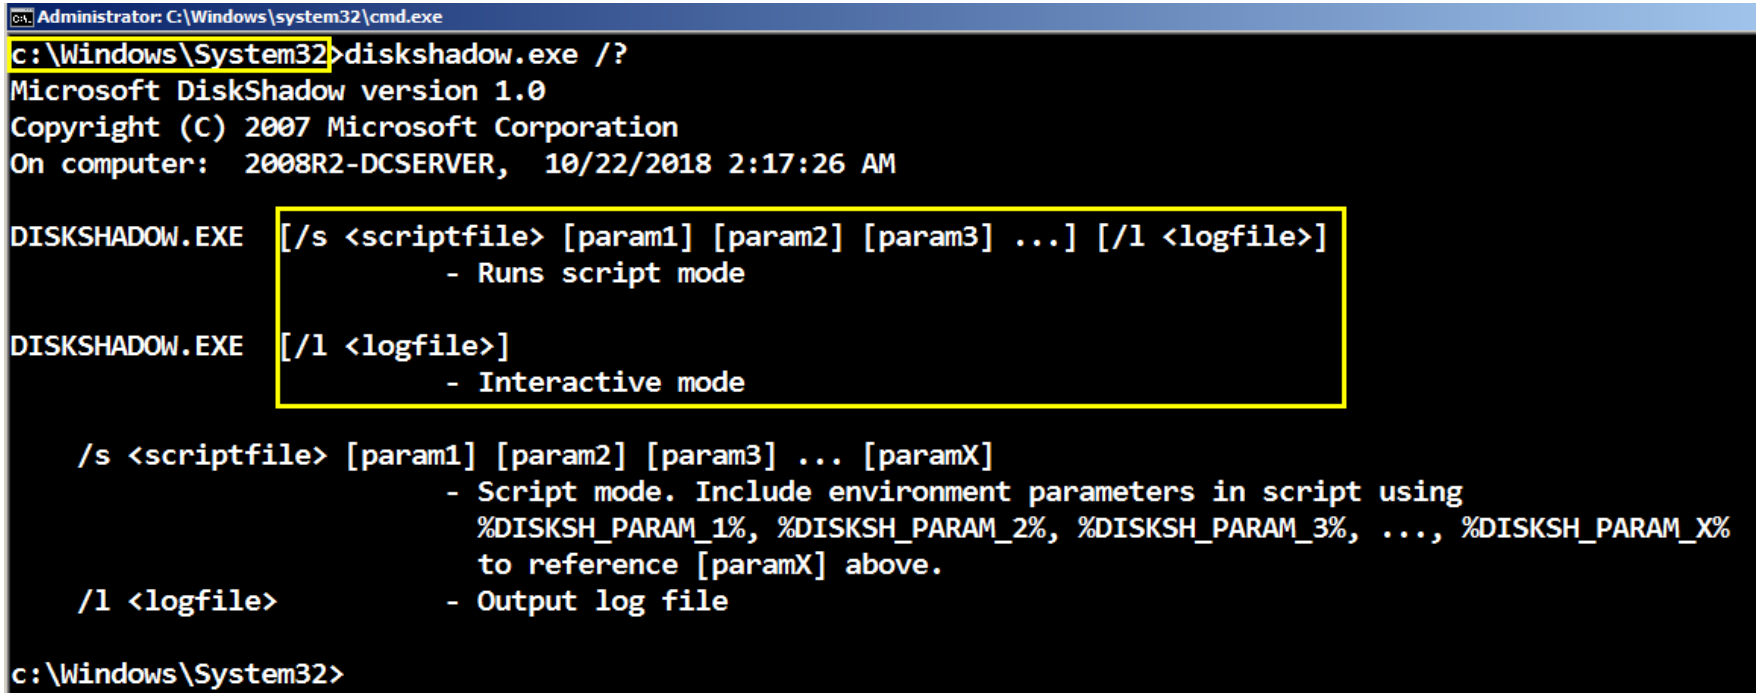 Administrator: C:\Windows\system32\cmd.exe
c:\Windows\System32>diskshadow.exe /?
Microsoft DiskShadow version 1.0
Copyright (C) 2007 Microsoft Corporation
On computer:  2008R2-DCSERVER,  10/22/2018 2:17:26 AM
DISKSHADOW.EXE  [/s <scriptfile> [param1] [param2] [param3] ...] [/l <logfile>]
- Runs script mode
DISKSHADOW.EXE  [/l <logfile>]
- Interactive mode
/s <scriptfile> [param1] [param2] [param3] ... [paramX]
- Script mode. Include environment parameters in script using
%DISKSH_PARAM_1%, %DISKSH_PARAM_2%, %DISKSH_PARAM_3%, ..., %DISKSH_PARAM_X%
to reference [paramX] above.
/l <logfile>          - Output log file
c:\Windows\System32>